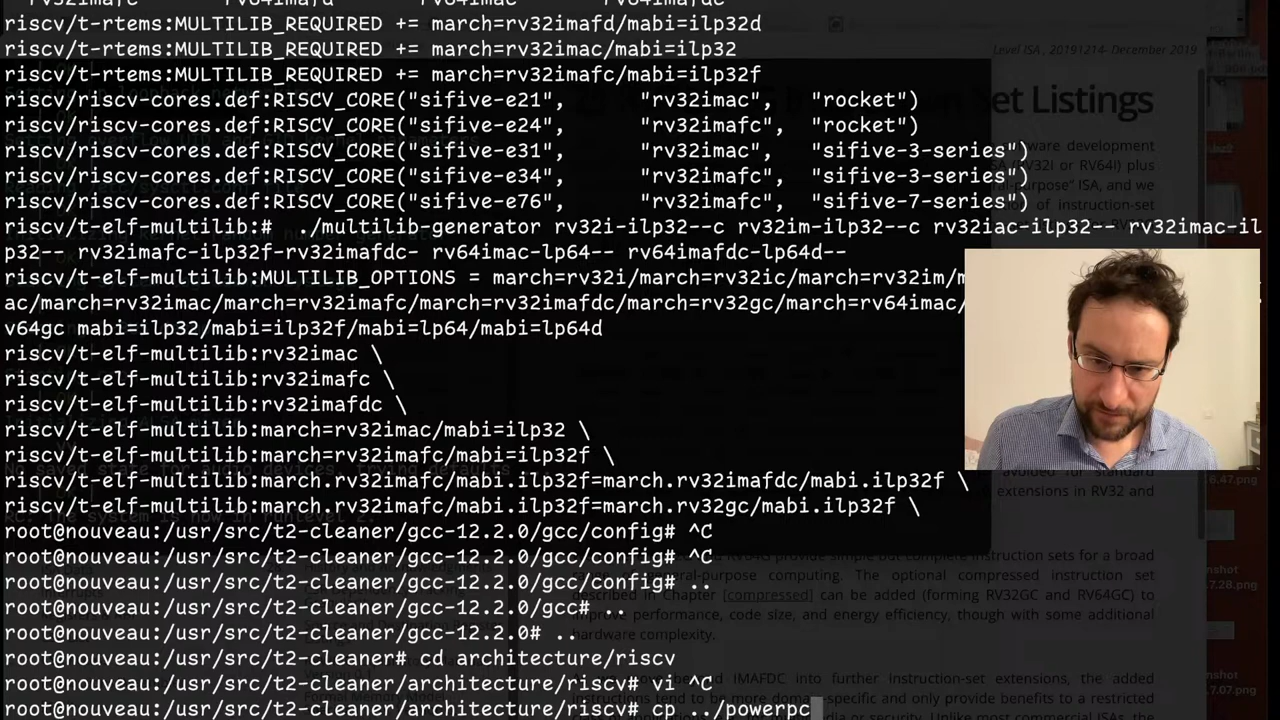 riscv/t-rtems:MULTILIB_REQUIRED += march=rv32imafd/mabi=ilp32d
riscv/t-rtems:MULTILIB_REQUIRED += march=rv32imac/mabi=ilp32
Level ISA, 20191214- December 2019
riscv/t-rtems:MULTILIB_REQUIRED += march=rv32imafc/mabi=ilp32f
riscv/riscv-cores.def:RISCV_CORE("sifive-e21", "rv32imac", "rocket")
Set Listings
riscv/riscv-cores.def:RISCV_CORE("sifive-e24", "rv32imafc", "rocket")
riscv/riscv-cores.def:RISCV_CORE("sifive-e31", "rv32imac", "sifive-3-series")
riscv/riscv-cores.def:RISCV_CORE("sifive-e34", "rv32imafc", "sifive-3-series")
riscv/riscv-cores.def:RISCV_CORE("sifive-e76", "rv32imafc", "sifive-7-series")
riscv/t-elf-multilib:# ./multilib-generator rv32i-ilp32--c rv32im-ilp32--c rv32iac-ilp32-- rv32imac-il
p32-- rv32imafc-ilp32f-rv32imafdc- rv64imac-lp64-- rv64imafdc-lp64d--
riscv/t-elf-multilib:MULTILIB_OPTIONS = march=rv32i/march=rv32ic/march=rv32im/m
ac/march=rv32imac/march=rv32imafc/march=rv32imafdc/march=rv32gc/march=rv64imac/
v64gc mabi=ilp32/mabi=ilp32f/mabi=lp64/mabi=lp64d
riscv/t-elf-multilib:rv32imac \
riscv/t-elf-multilib:rv32imafc \
riscv/t-elf-multilib:rv32imafdc \
riscv/t-elf-multilib:march=rv32imac/mabi=ilp32 \
riscv/t-elf-multilib:march=rv32imafc/mabi=ilp32f \
riscv/t-elf-multilib:march.rv32imafc/mabi.ilp32f=march.rv32imafdc/mabi.ilp32f \
extensions in RV32 and
riscv/t-elf-multilib:march.rv32imafc/mabi.ilp32f=march.rv32gc/mabi.ilp32f \
root@nouveau:/usr/src/t2-cleaner/gcc-12.2.0/gcc/config# ^C
root@nouveau:/usr/src/t2-cleaner/gcc-12.2.0/gcc/config# ^C
root@nouveau:/usr/src/t2-cleaner/gcc-12.2.0/gcc/config# ..
root@nouveau:/usr/src/t2-cleaner/gcc-12.2.0/gcc# ..
root@nouveau:/usr/src/t2-cleaner/gcc-12.2.0# ..
hardware complexity.
root@nouveau:/usr/src/t2-cleaner# cd architecture/riscv
root@nouveau:/usr/src/t2-cleaner/architecture/riscv# vi ^C
root@nouveau:/usr/src/t2-cleaner/architecture/riscv# cp ../powerpc